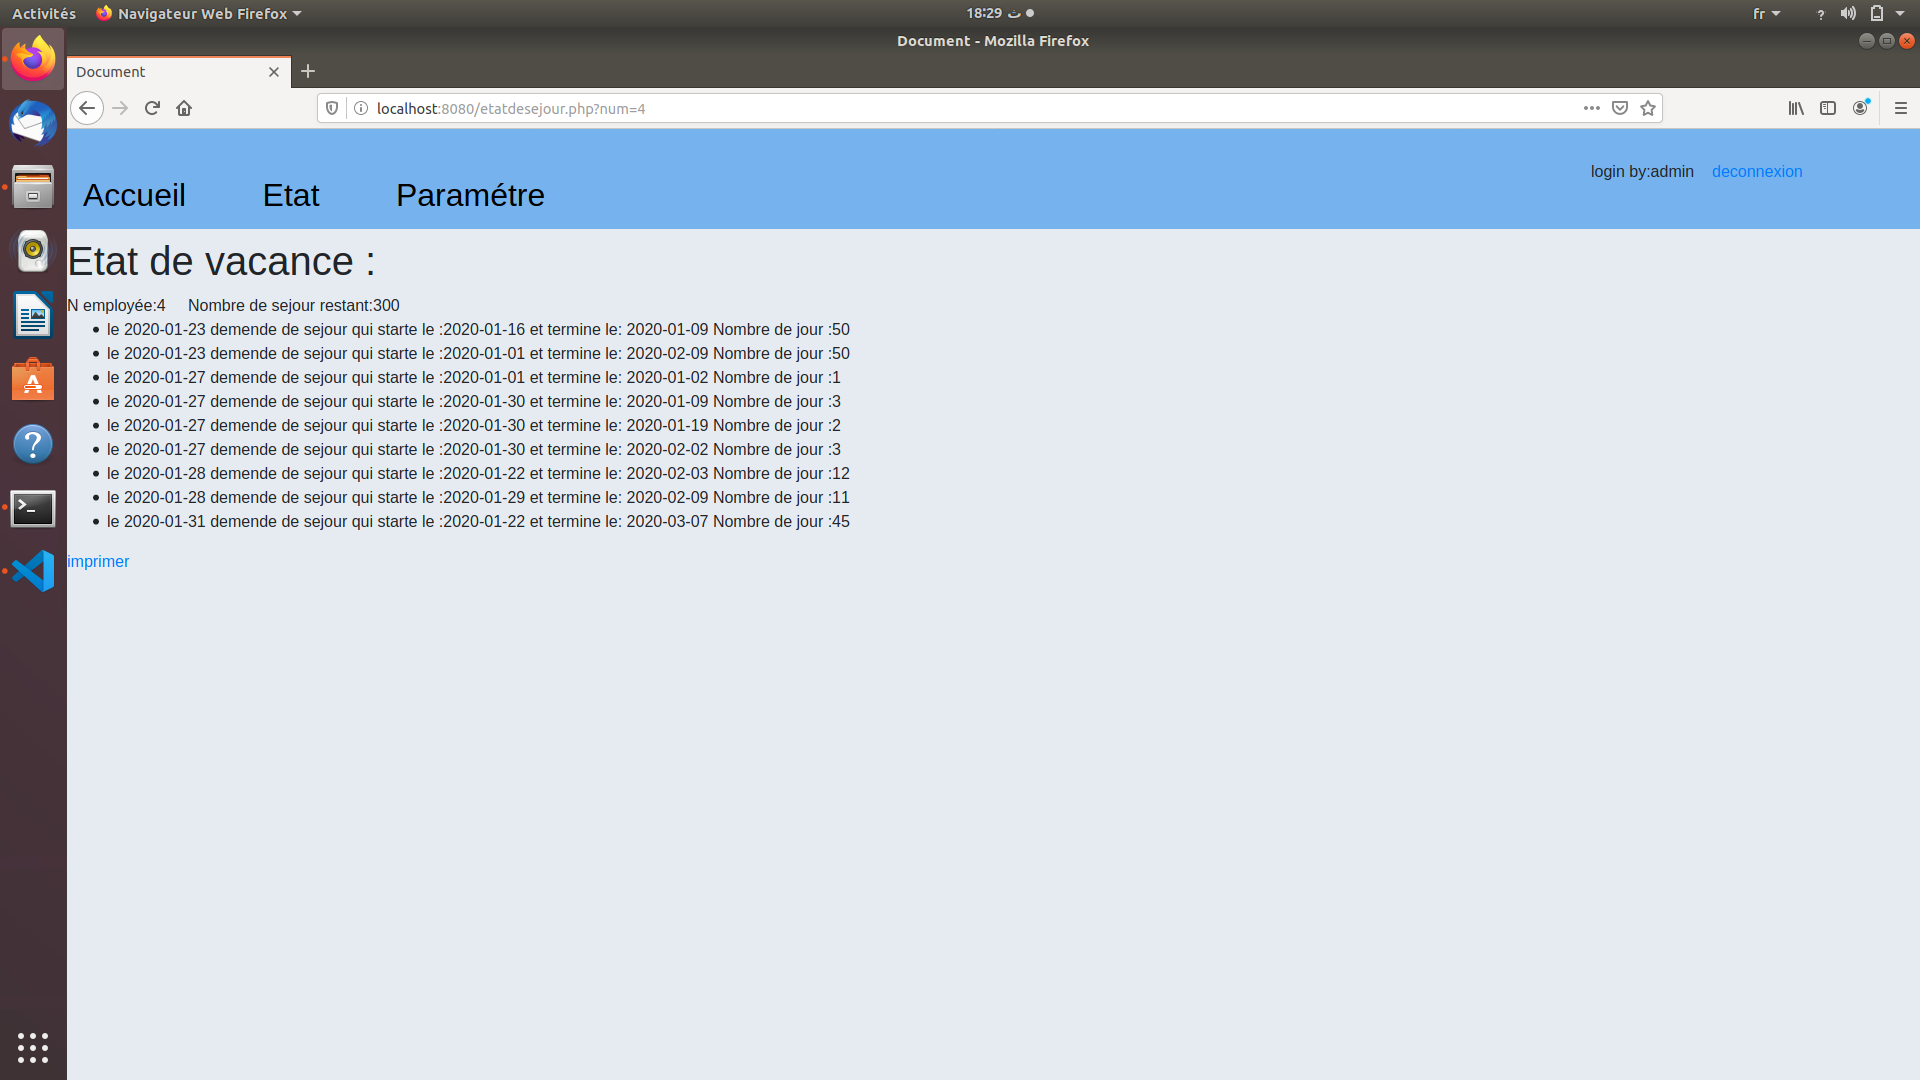 Activités Navigateur Web Firefox 18:29 ث fr
Document - Mozilla Firefox
Document
localhost:8080/etatdesejour.php?num=4
login by:admin deconnexion
Accueil Etat Paramétre
Etat de vacance :
N employée:4 Nombre de sejour restant:300
le 2020-01-23 demende de sejour qui starte le :2020-01-16 et termine le: 2020-01-09 Nombre de jour :50
le 2020-01-23 demende de sejour qui starte le :2020-01-01 et termine le: 2020-02-09 Nombre de jour :50
le 2020-01-27 demende de sejour qui starte le :2020-01-01 et termine le: 2020-01-02 Nombre de jour :1
le 2020-01-27 demende de sejour qui starte le :2020-01-30 et termine le: 2020-01-09 Nombre de jour :3
le 2020-01-27 demende de sejour qui starte le :2020-01-30 et termine le: 2020-01-19 Nombre de jour :2
le 2020-01-27 demende de sejour qui starte le :2020-01-30 et termine le: 2020-02-02 Nombre de jour :3
le 2020-01-28 demende de sejour qui starte le :2020-01-22 et termine le: 2020-02-03 Nombre de jour :12
le 2020-01-28 demende de sejour qui starte le :2020-01-29 et termine le: 2020-02-09 Nombre de jour :11
le 2020-01-31 demende de sejour qui starte le :2020-01-22 et termine le: 2020-03-07 Nombre de jour :45
imprimer